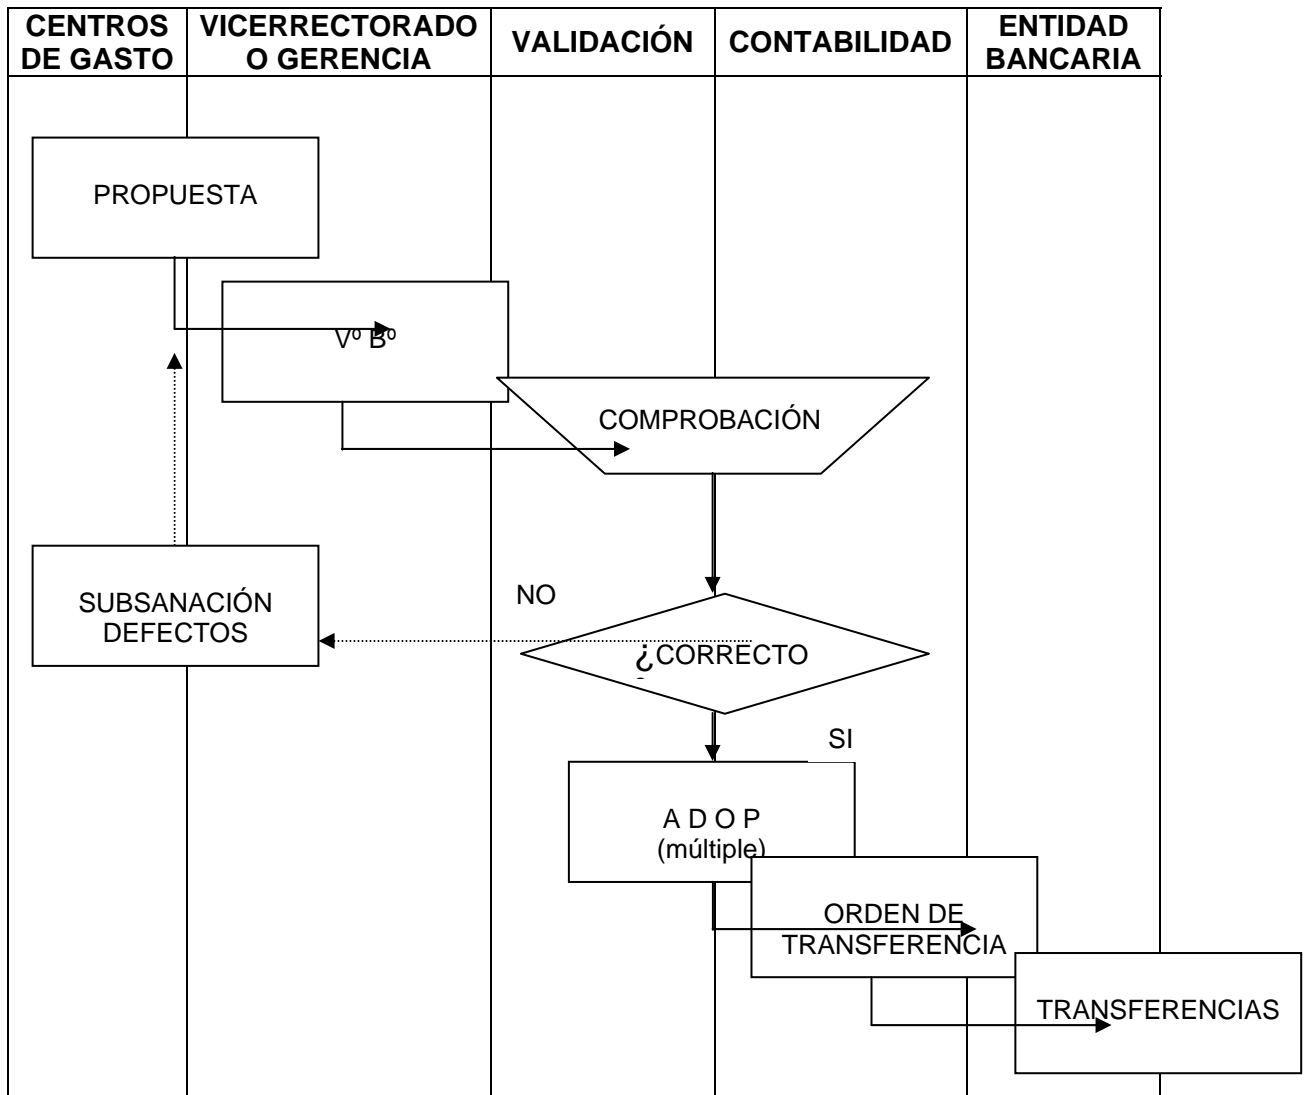 CENTROS
DE GASTO
VICERRECTORADO
O GERENCIA
VALIDACIÓN
CONTABILIDAD
ENTIDAD
BANCARIA
PROPUESTA
Vº Bº
COMPROBACIÓN
SUBSANACIÓN
DEFECTOS
NO
¿CORRECTO
SI
A D O P
(múltiple)
ORDEN DE
TRANSFERENCIA
TRANSFERENCIAS